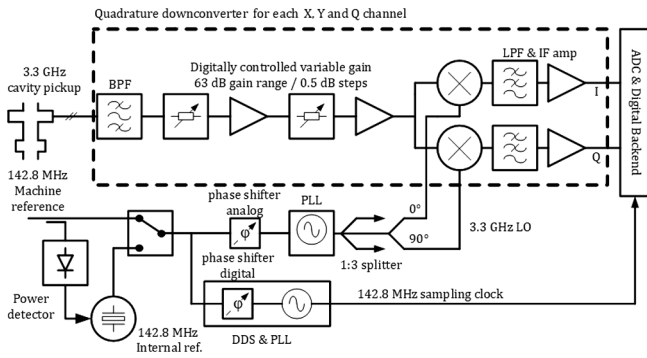 Quadrature downconverter for each X, Y and Q channel
3.3 GHz
cavity pickup
BPF
Digitally controlled variable gain
63 dB gain range / 0.5 dB steps
LPF & IF amp
I
Q
ADC & Digital Backend
142.8 MHz
Machine
reference
phase shifter
analog
φ
PLL
0°
90°
1:3 splitter
3.3 GHz LO
phase shifter
digital
φ
Power
detector
142.8 MHz
Internal ref.
142.8 MHz sampling clock
DDS & PLL